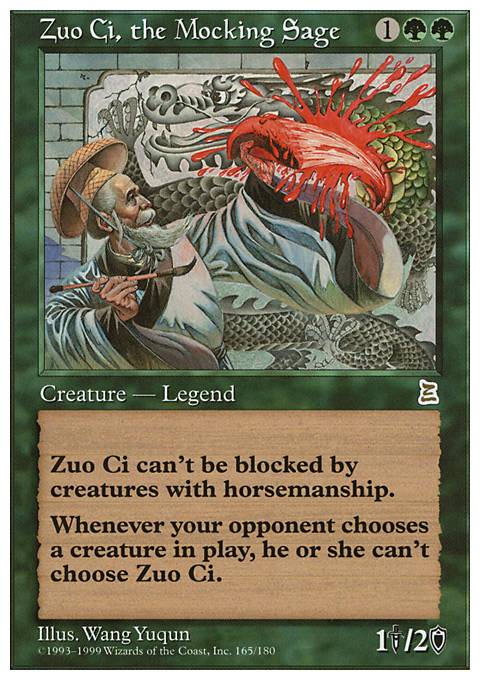 Zuo Ci, the Mocking Sage 1
Creature — Legend
Zuo Ci can't be blocked by
creatures with horsemanship.
Whenever your opponent chooses
a creature in play, he or she can't
choose Zuo Ci.
Illus. Wang Yuqun
©1993–1999 Wizards of the Coast, Inc. 165/180
1/2